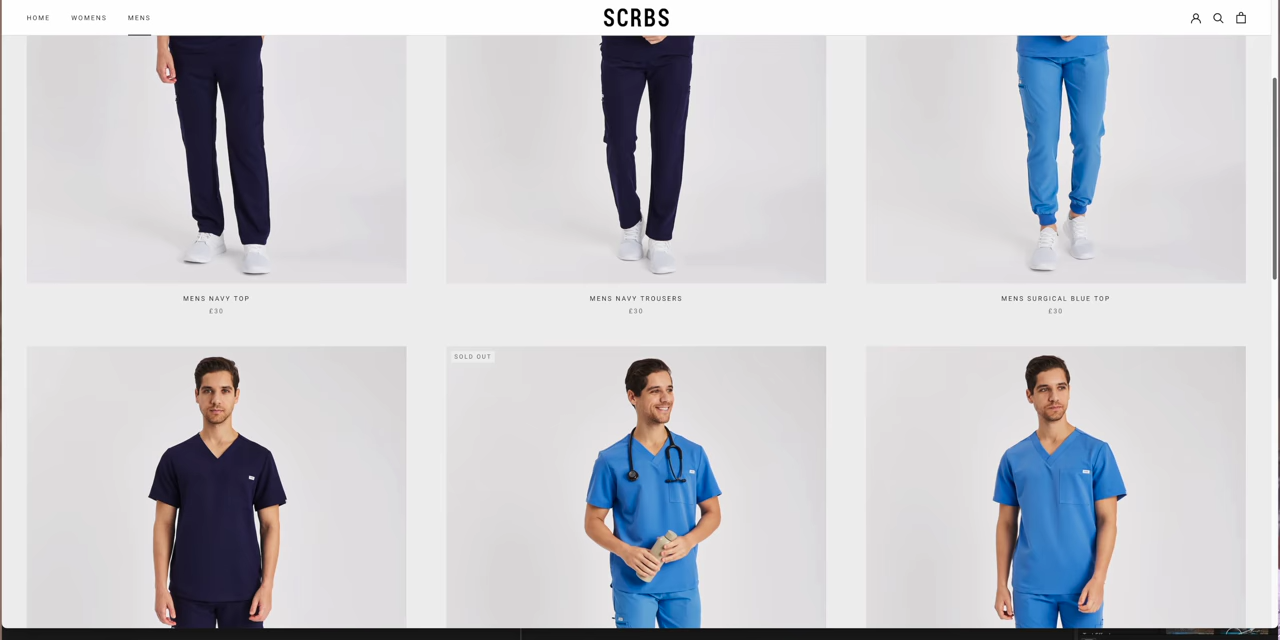 HOME WOMENS MENS
SCRBS
MENS NAVY TOP
£30
MENS NAVY TROUSERS
£30
MENS SURGICAL BLUE TOP
£30
SOLD OUT